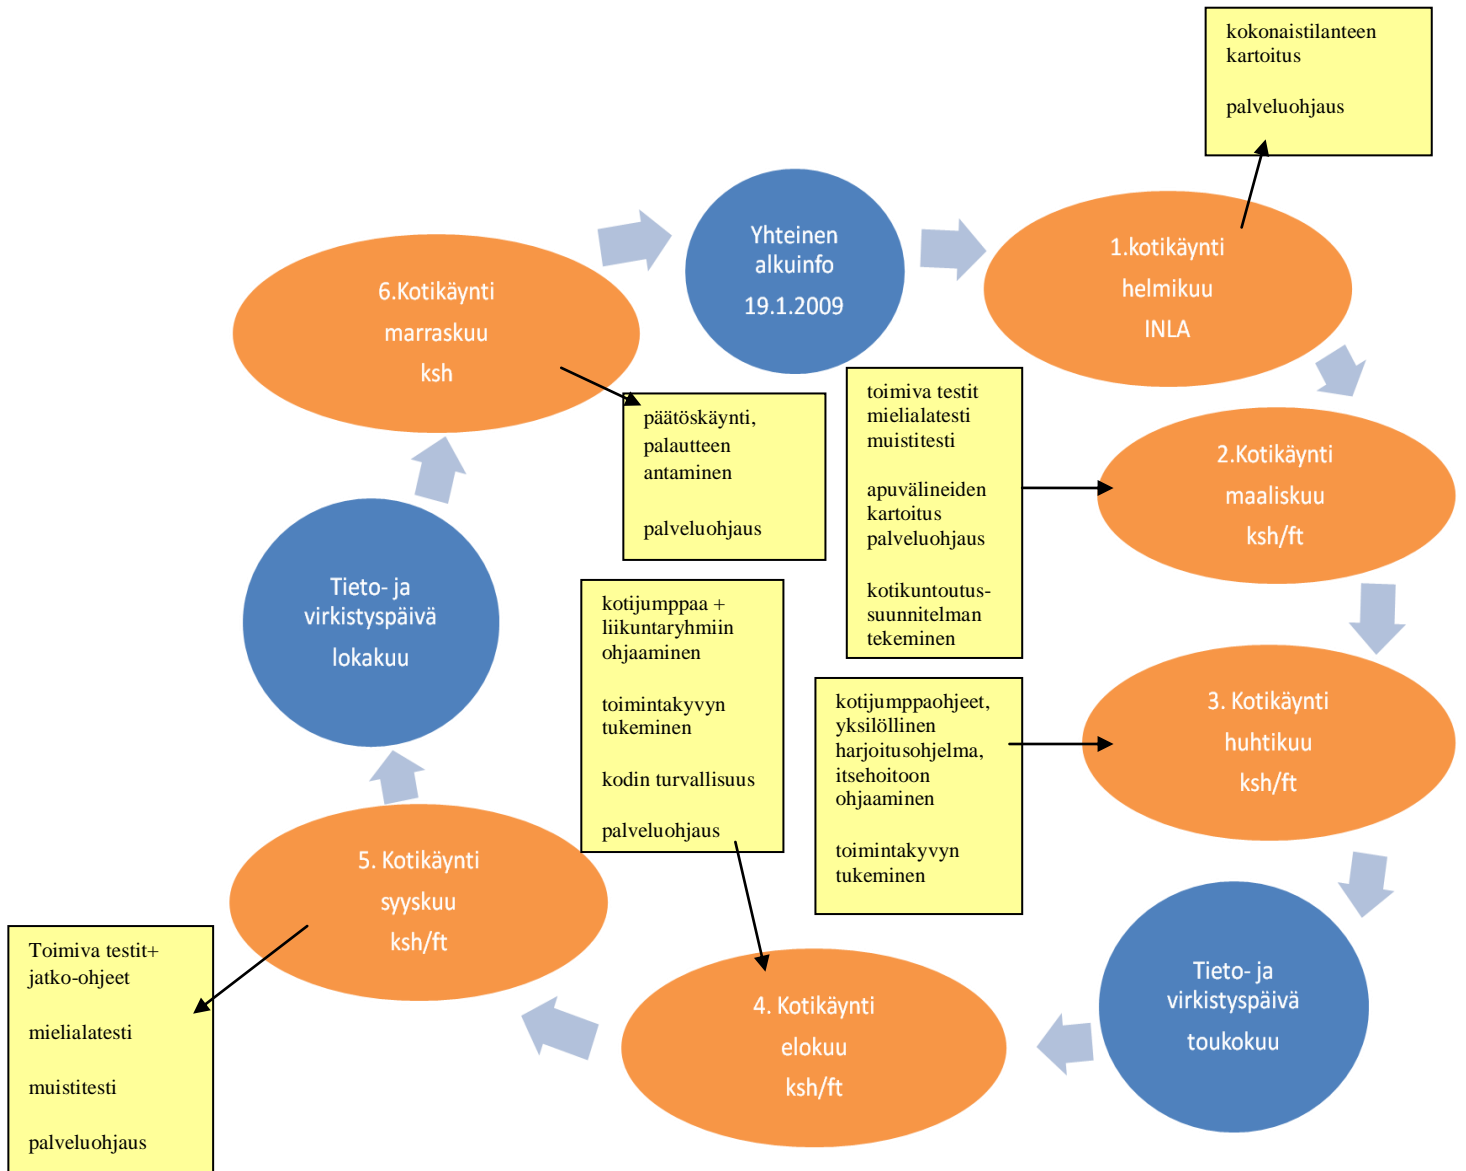 kokonaistilanteen
kartoitus
palveluohjaus
Yhteinen
alkuinfo
19.1.2009
1.kotikäynti
helmikuu
INLA
toimiva testit
mielialatesti
muistitesti
apuvälineiden
kartoitus
palveluohjaus
kotikuntoutus-
suunnitelman
tekeminen
2.Kotikäynti
maaliskuu
ksh/ft
kotijumppaohjeet,
yksilöllinen
harjoitusohjelma,
itsehoitoon
ohjaaminen
toimintakyvyn
tukeminen
3. Kotikäynti
huhtikuu
ksh/ft
Tieto- ja
virkistyspäivä
toukokuu
kotijumppaa +
liikuntaryhmiin
ohjaaminen
toimintakyvyn
tukeminen
kodin turvallisuus
palveluohjaus
4. Kotikäynti
elokuu
ksh/ft
5. Kotikäynti
syyskuu
ksh/ft
Toimiva testit+
jatko-ohjeet
mielialatesti
muistitesti
palveluohjaus
Tieto- ja
virkistyspäivä
lokakuu
6.Kotikäynti
marraskuu
ksh
päätöskäynti,
palautteen
antaminen
palveluohjaus